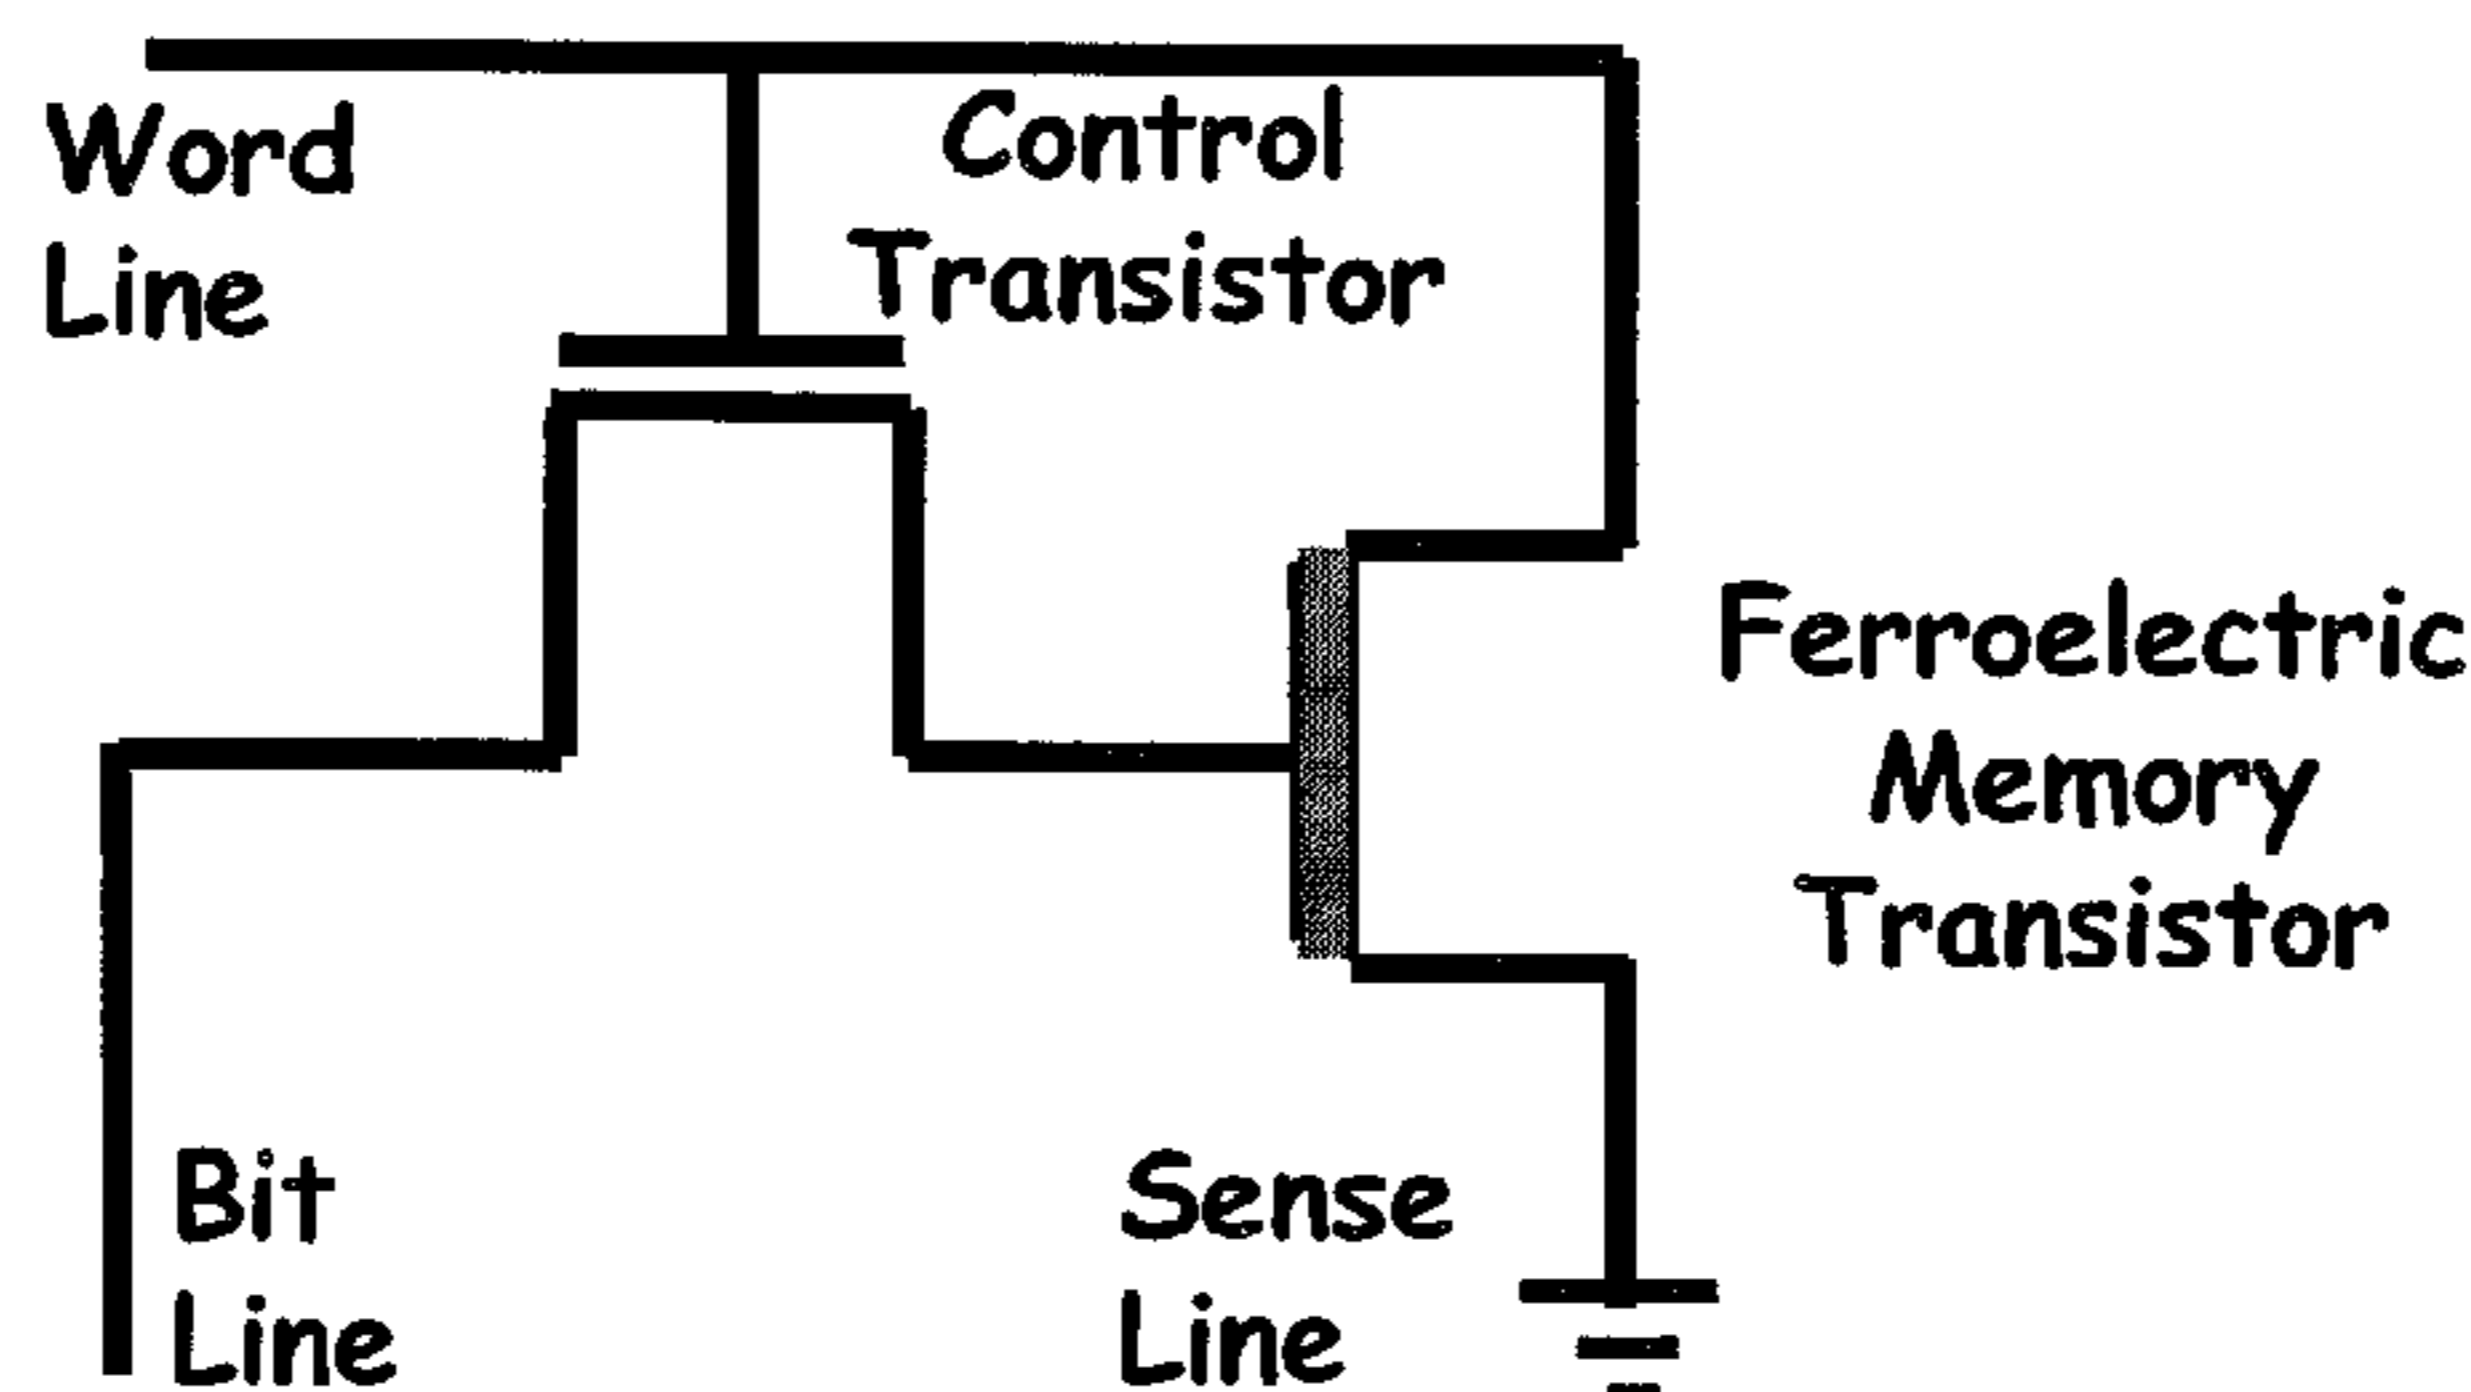 Word
Line
Control
Transistor
Ferroelectric
Memory
Transistor
Bit
Line
Sense
Line